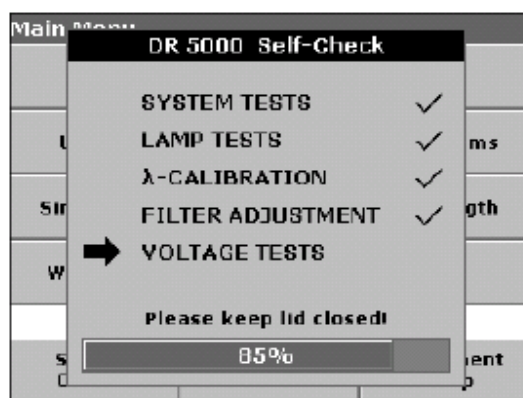 Main Menu
DR 5000 Self-Check
SYSTEM TESTS ✓
LAMP TESTS ✓
λ-CALIBRATION ✓
FILTER ADJUSTMENT ✓
VOLTAGE TESTS
Please keep lid closed!
85%